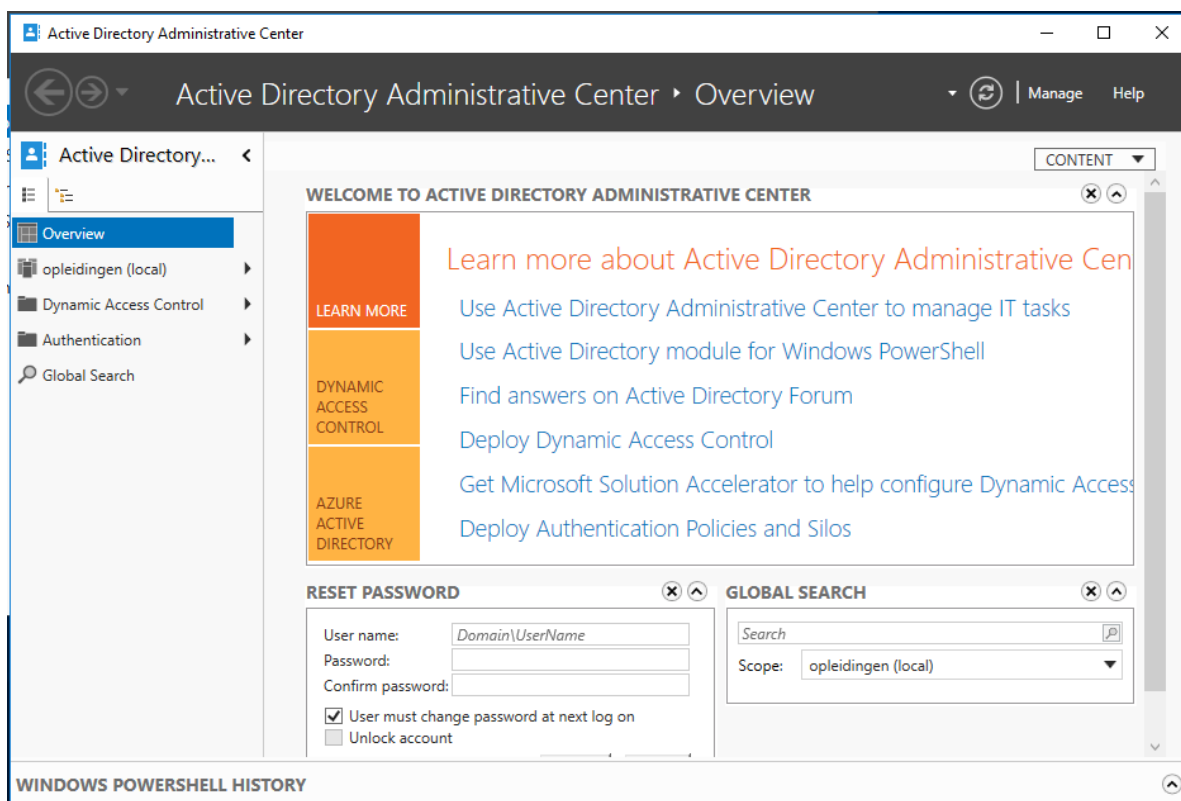 Active Directory Administrative Center
Active Directory Administrative Center ‣ Overview
Manage
Help
Active Directory...
Overview
opleidingen (local)
Dynamic Access Control
Authentication
Global Search
CONTENT
WELCOME TO ACTIVE DIRECTORY ADMINISTRATIVE CENTER
LEARN MORE
DYNAMIC
ACCESS
CONTROL
AZURE
ACTIVE
DIRECTORY
Learn more about Active Directory Administrative Cen
Use Active Directory Administrative Center to manage IT tasks
Use Active Directory module for Windows PowerShell
Find answers on Active Directory Forum
Deploy Dynamic Access Control
Get Microsoft Solution Accelerator to help configure Dynamic Access
Deploy Authentication Policies and Silos
RESET PASSWORD
User name: Domain\UserName
Password:
Confirm password:
User must change password at next log on
Unlock account
GLOBAL SEARCH
Search
Scope: opleidingen (local)
WINDOWS POWERSHELL HISTORY